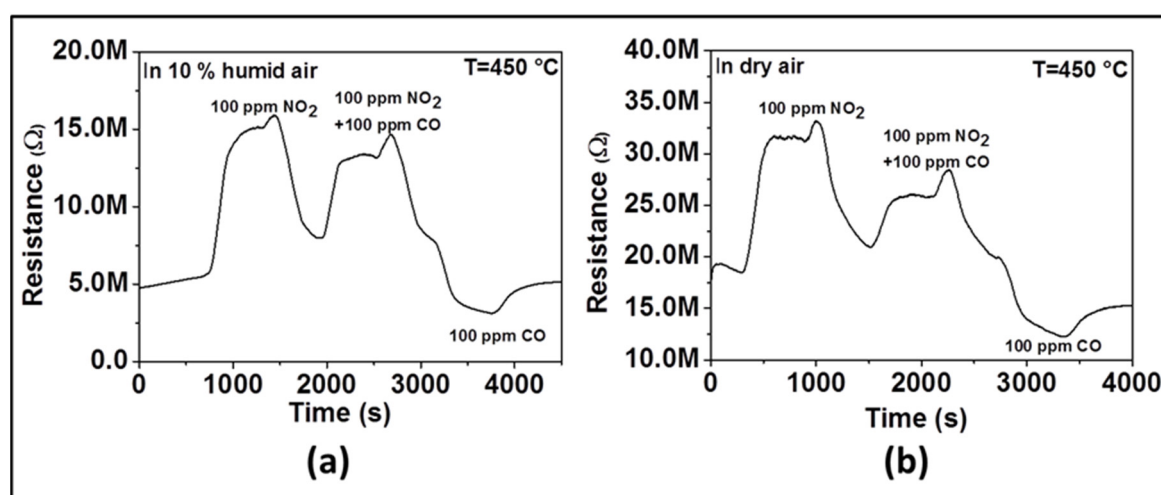 20.0M
15.0M
10.0M
5.0M
0.0
Resistance (Ω)
In 10 % humid air
T=450 °C
100 ppm NO2
100 ppm NO2
+100 ppm CO
100 ppm CO
0 1000 2000 3000 4000
Time (s)
(a)
40.0M
35.0M
30.0M
25.0M
20.0M
15.0M
10.0M
Resistance (Ω)
In dry air
T=450 °C
100 ppm NO2
100 ppm NO2
+100 ppm CO
100 ppm CO
0 1000 2000 3000 4000
Time (s)
(b)